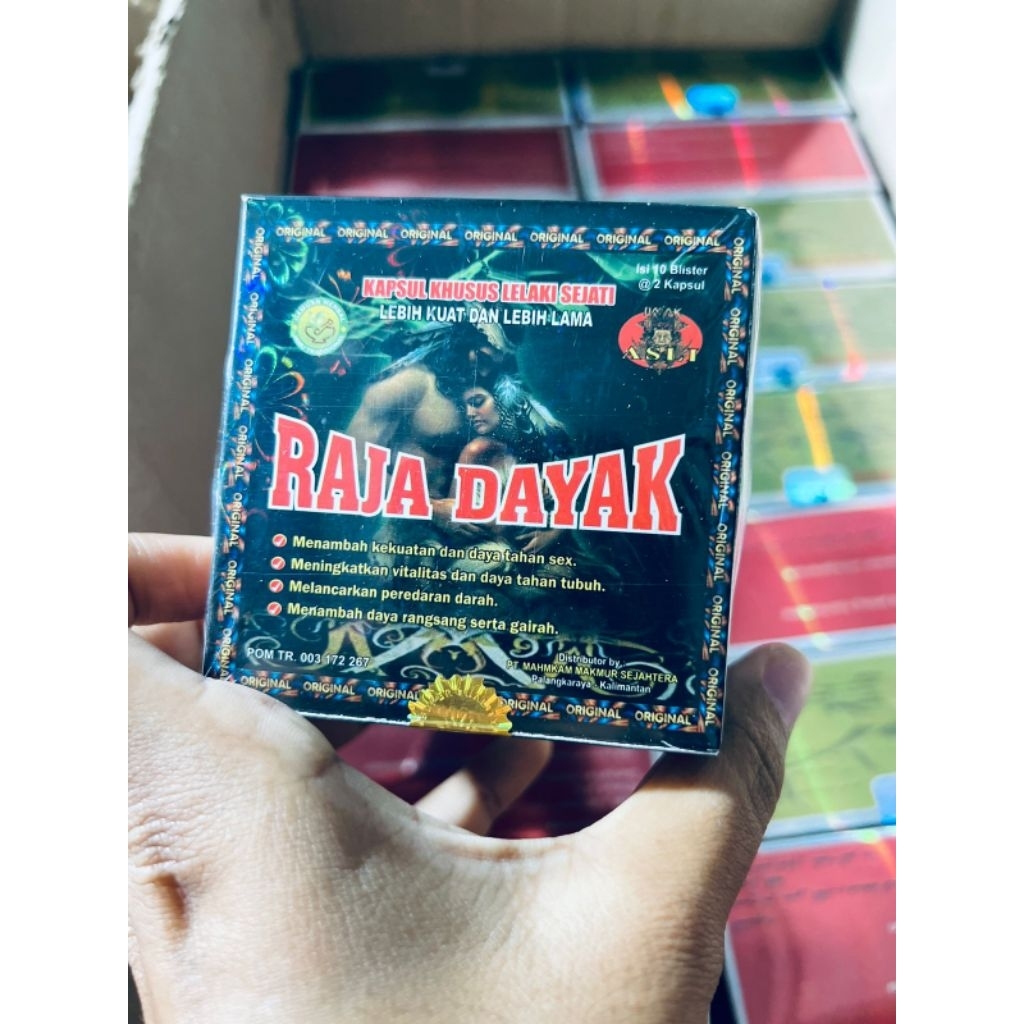 ORIGINAL ORIGINAL ORIGINAL ORIGINAL ORIGINAL ORIGINAL ORIGINAL
Isi 10 Blister
@ 2 Kapsul
KAPSUL KHUSUS LELAKI SEJATI
LEBIH KUAT DAN LEBIH LAMA
ASLI
RAJA DAYAK
Menambah kekuatan dan daya tahan sex.
Meningkatkan vitalitas dan daya tahan tubuh.
Melancarkan peredaran darah.
Menambah daya rangsang serta gairah.
POM TR. 003 172 267
Distributor by
PT MAHMKAM MAKMUR SEJAHTERA
Palangkaraya - Kalimantan
ORIGINAL ORIGINAL ORIGINAL ORIGINAL ORIGINAL ORIGINAL